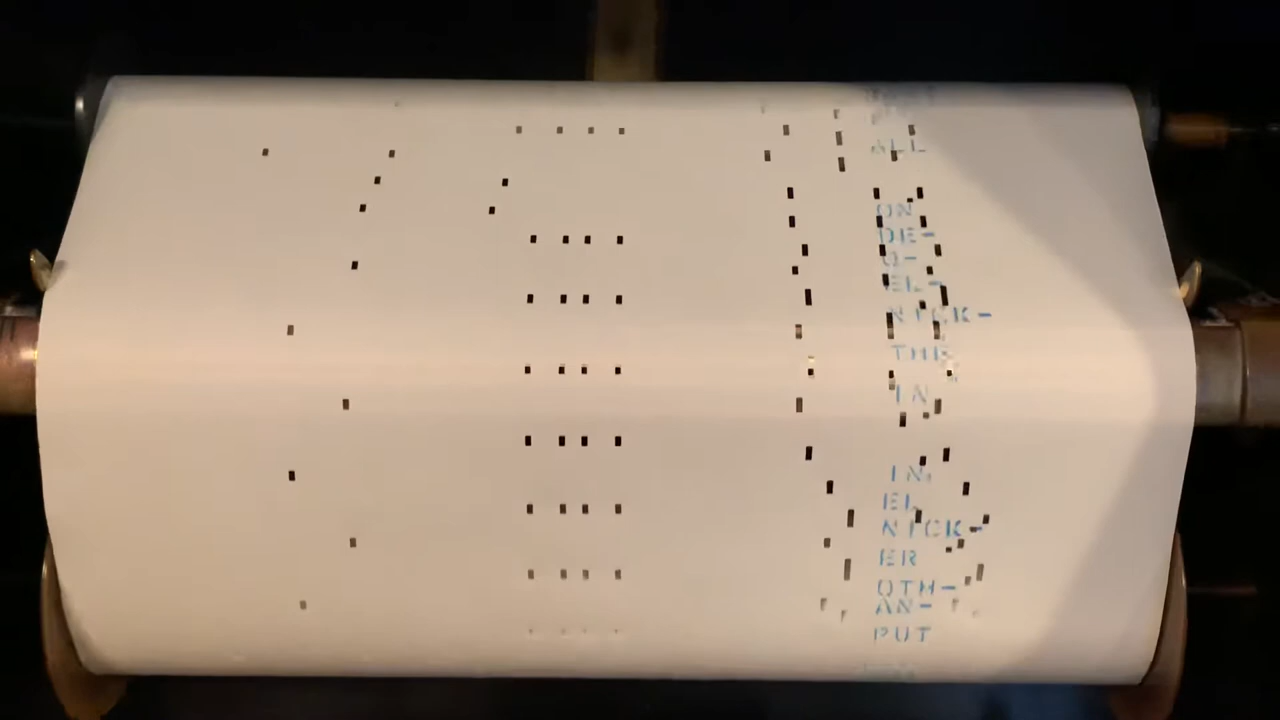 ALL
ON
DE-
O-
EL-
NICK-
THE
IN
IN,
EL
NICK-
ER
OTH-
AN-
PUT